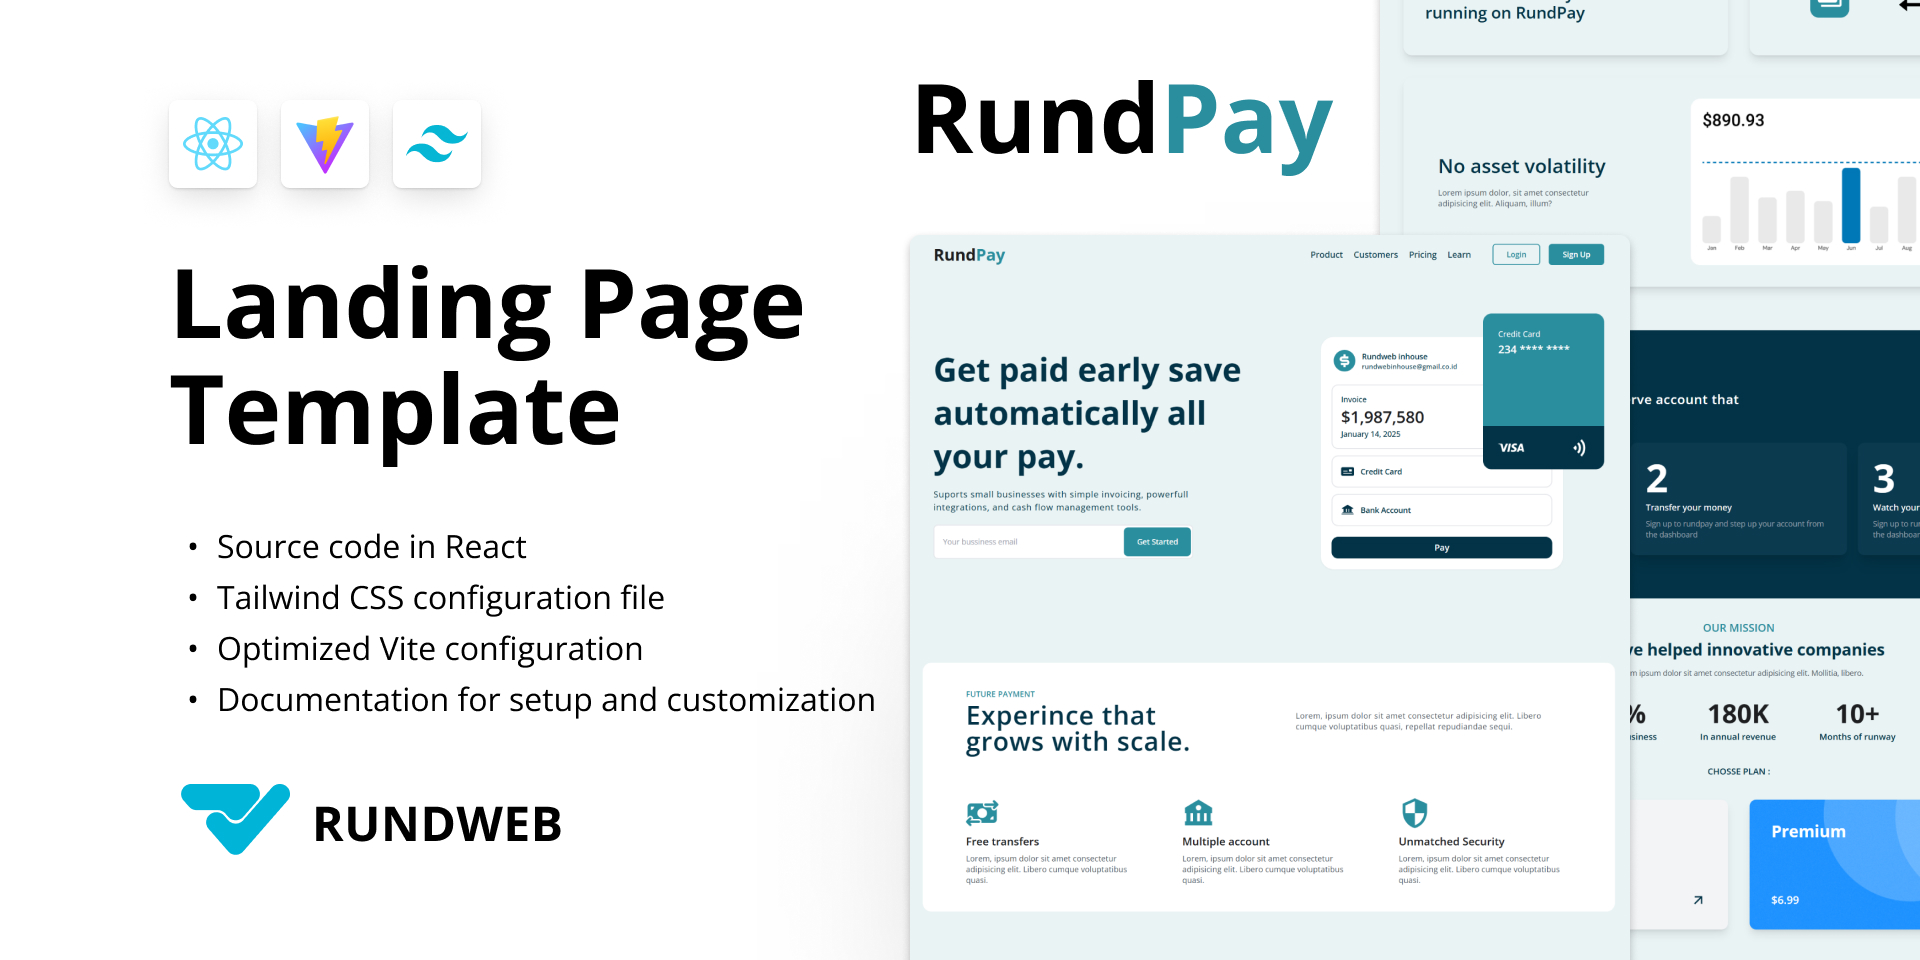 Landing Page
Template
• Source code in React
• Tailwind CSS configuration file
• Optimized Vite configuration
• Documentation for setup and customization
RUNDWEB
RundPay
RundPay
Product Customers Pricing Learn Login Sign Up
Get paid early save
automatically all
your pay.
Suports small businesses with simple invoicing, powerfull
integrations, and cash flow management tools.
Your bussiness email Get Started
Rundweb inhouse
rundwebinhouse@gmail.co.id
Invoice
$1,987,580
January 14, 2025
Credit Card
Bank Account
Pay
Credit Card
234 **** ****
VISA
FUTURE PAYMENT
Experince that
grows with scale.
Lorem, ipsum dolor sit amet consectetur adipisicing elit. Libero
cumque voluptatibus quasi, repellat repudiandae sequi.
Free transfers
Lorem, ipsum dolor sit amet consectetur
adipisicing elit. Libero cumque voluptatibus
quasi.
Multiple account
Lorem, ipsum dolor sit amet consectetur
adipisicing elit. Libero cumque voluptatibus
quasi.
Unmatched Security
Lorem, ipsum dolor sit amet consectetur
adipisicing elit. Libero cumque voluptatibus
quasi.
running on RundPay
No asset volatility
Lorem ipsum dolor, sit amet consectetur
adipisicing elit. Aliquam, illum?
$890.93
Jan Feb Mar Apr May Jun Jul Aug
account that
2
Transfer your money
Sign up to rundpay and step up your account from
the dashboard
3
Watch your
Sign up to
the
OUR MISSION
helped innovative companies
ipsum dolor sit amet consectetur adipisicing elit. Mollitia, libero.
%
180K
In annual revenue
10+
Months of runway
CHOSSE PLAN :
Premium
$6.99